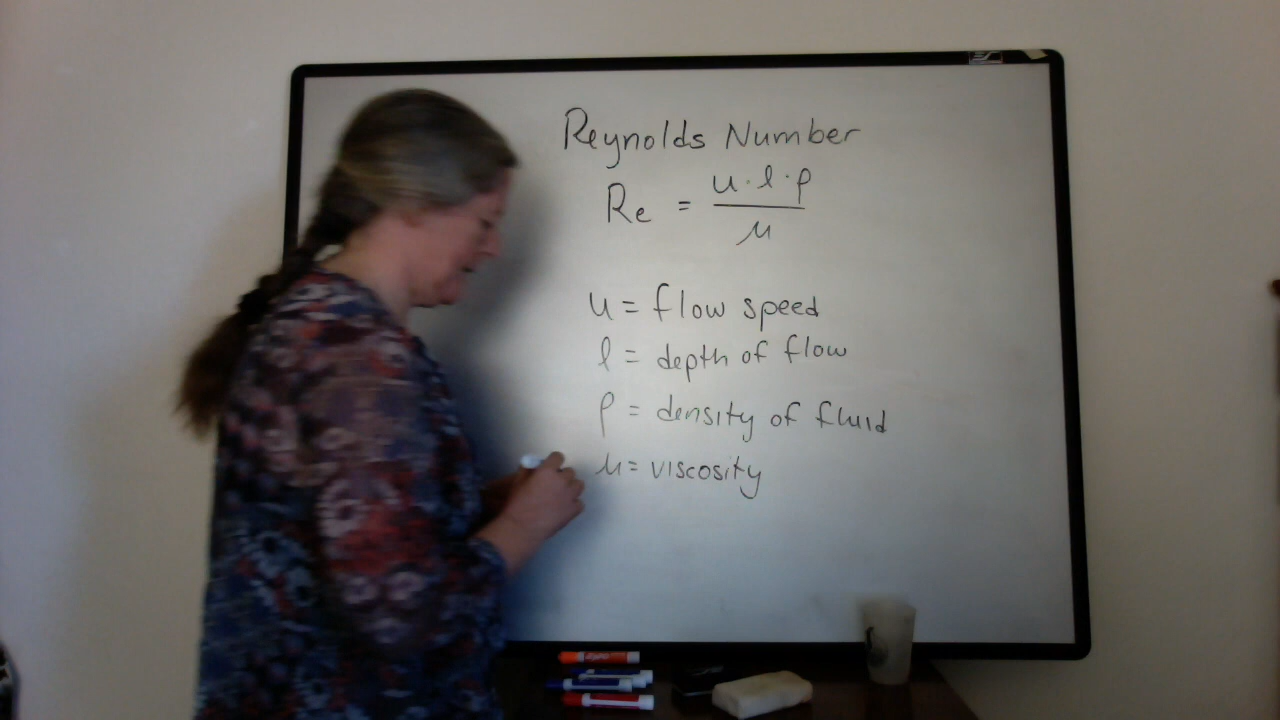 Reynolds Number
Re = u · l · ρ / μ
u = flow speed
l = depth of flow
ρ = density of fluid
μ = viscosity